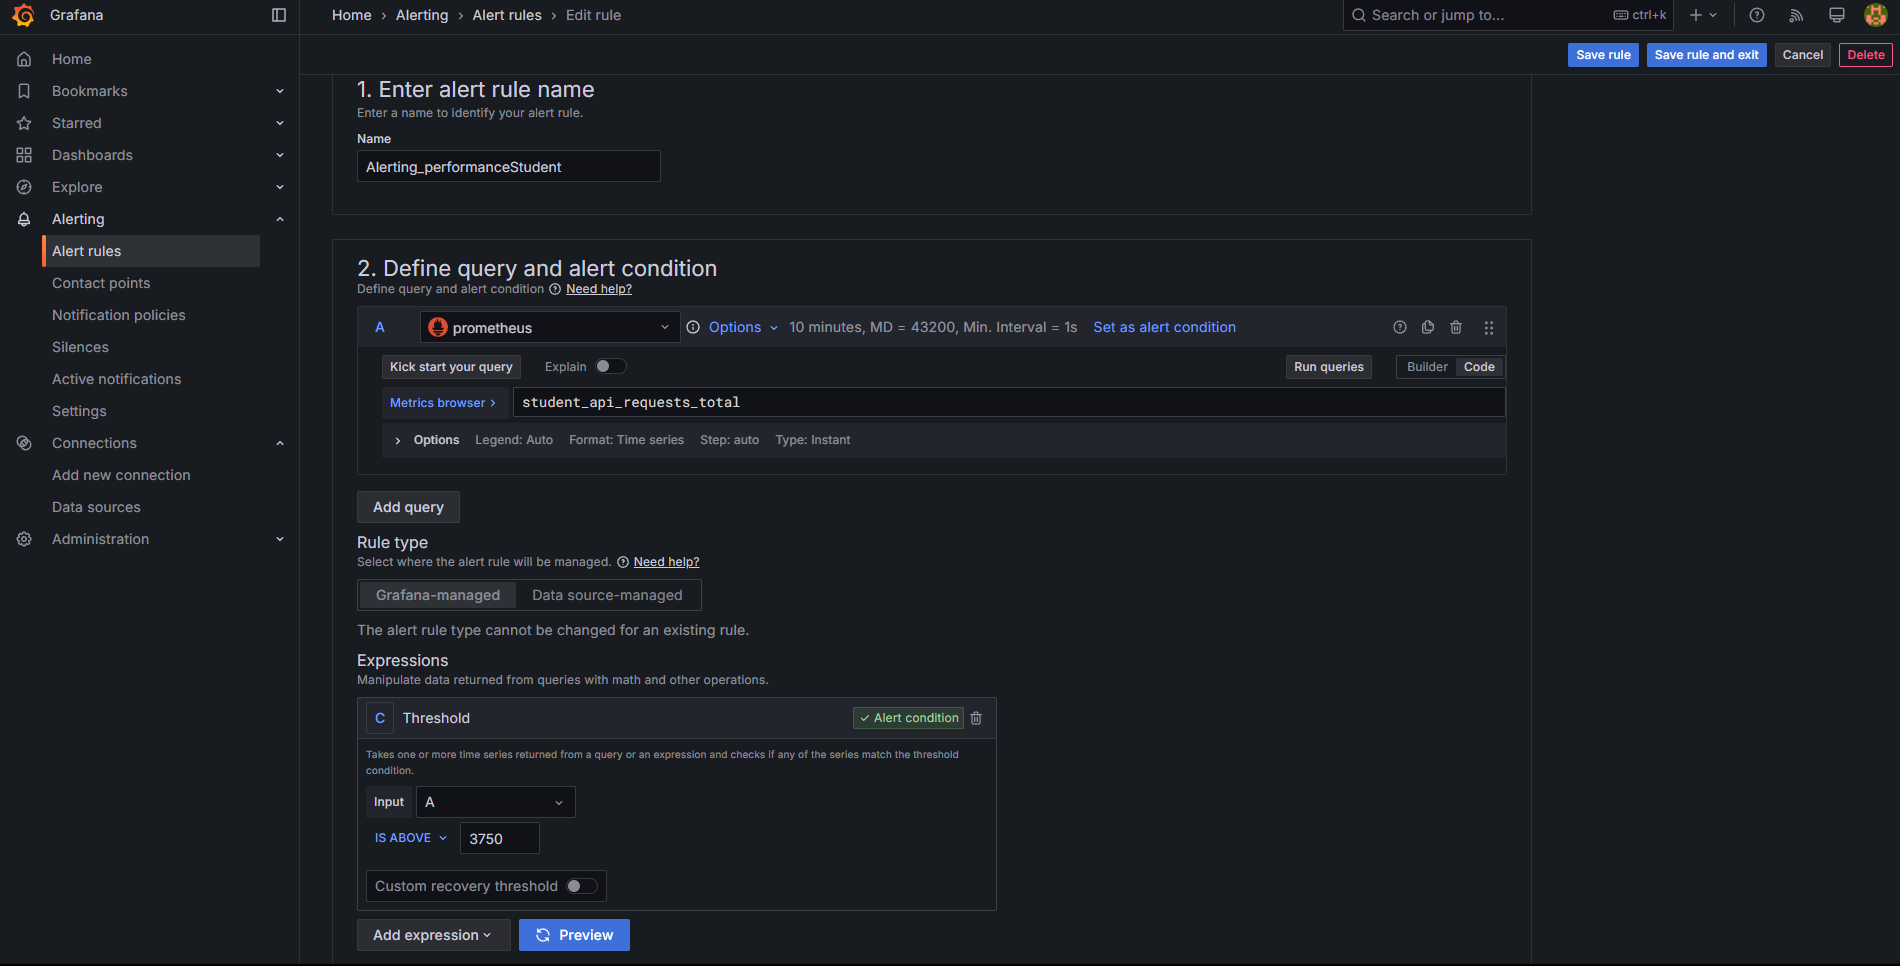 Grafana
Home › Alerting › Alert rules › Edit rule
Search or jump to...
ctrl+k
Save rule
Save rule and exit
Cancel
Delete
Home
Bookmarks
Starred
Dashboards
Explore
Alerting
Alert rules
Contact points
Notification policies
Silences
Active notifications
Settings
Connections
Add new connection
Data sources
Administration
1. Enter alert rule name
Enter a name to identify your alert rule.
Name
Alerting_performanceStudent
2. Define query and alert condition
Define query and alert condition Need help?
A prometheus Options 10 minutes, MD = 43200, Min. Interval = 1s Set as alert condition
Kick start your query Explain Run queries Builder Code
Metrics browser › student_api_requests_total
› Options Legend: Auto Format: Time series Step: auto Type: Instant
Add query
Rule type
Select where the alert rule will be managed. Need help?
Grafana-managed Data source-managed
The alert rule type cannot be changed for an existing rule.
Expressions
Manipulate data returned from queries with math and other operations.
C Threshold Alert condition
Takes one or more time series returned from a query or an expression and checks if any of the series match the threshold
condition.
Input A
IS ABOVE 3750
Custom recovery threshold
Add expression Preview